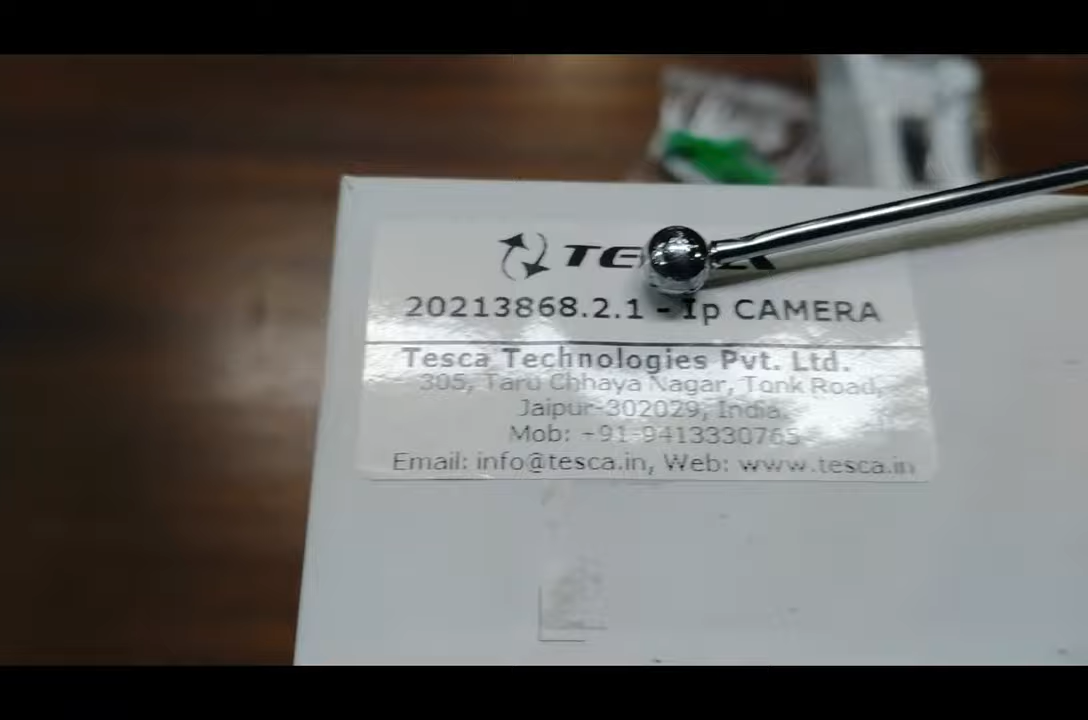 20213868.2.1 - Ip CAMERA
Tesca Technologies Pvt. Ltd.
305, Taru Chhaya Nagar, Tonk Road,
Jaipur-302029, India.
Mob: +91-9413330765
Email: info@tesca.in, Web: www.tesca.in